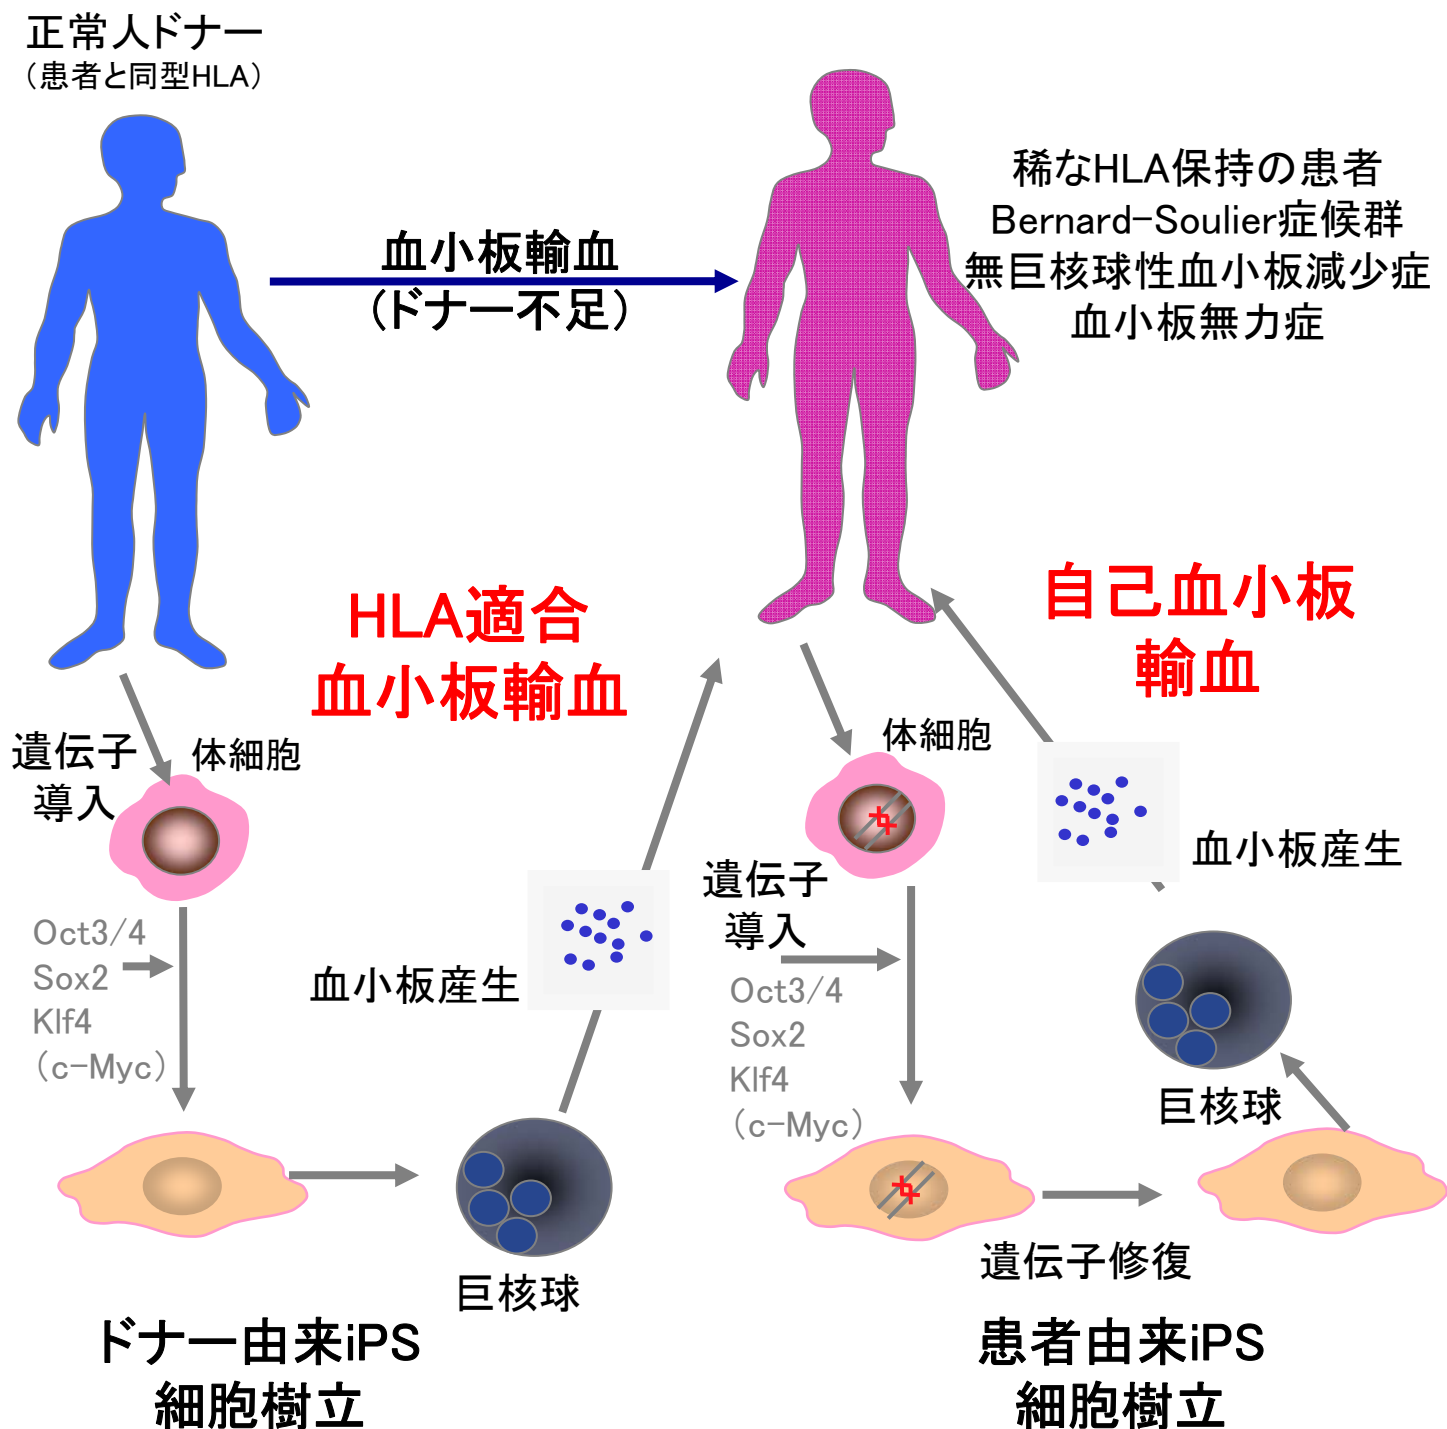 正常人ドナー
（患者と同型HLA）
稀なHLA保持の患者
Bernard-Soulier症候群
無巨核球性血小板減少症
血小板無力症
血小板輸血
(ドナー不足)
HLA適合
血小板輸血
自己血小板
輸血
遺伝子
導入
体細胞
Oct3/4
Sox2
Klf4
（c-Myc）
血小板産生
巨核球
ドナー由来iPS
細胞樹立
体細胞
遺伝子
導入
Oct3/4
Sox2
Klf4
（c-Myc）
血小板産生
巨核球
遺伝子修復
患者由来iPS
細胞樹立